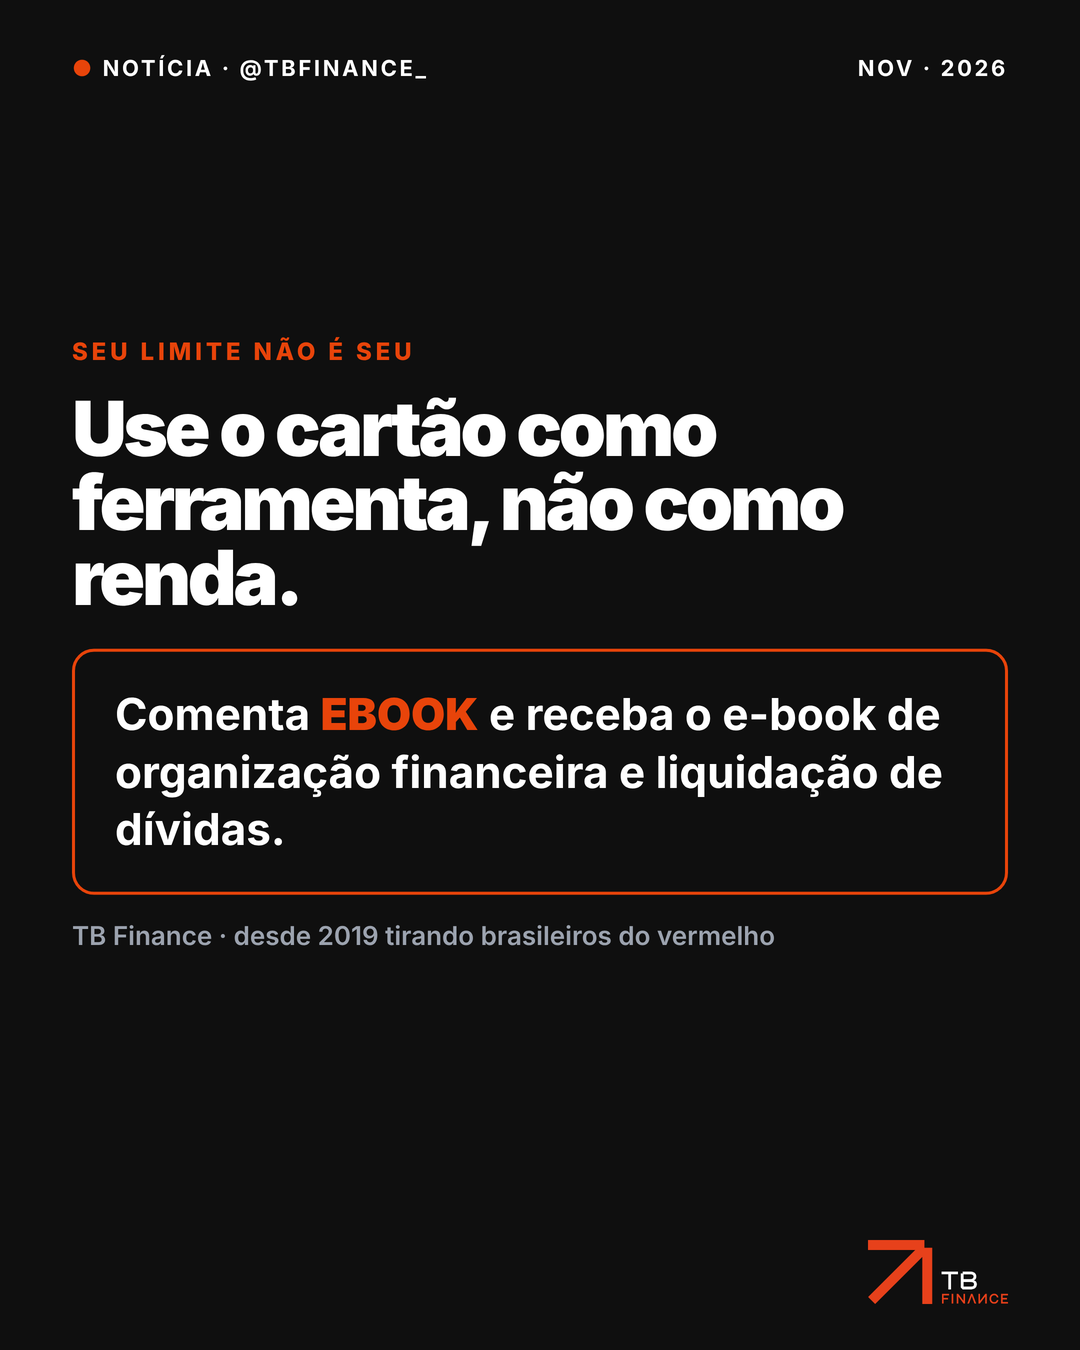 NOTÍCIA · @TBFINANCE_
NOV · 2026
SEU LIMITE NÃO É SEU
Use o cartão como
ferramenta, não como
renda.
Comenta EBOOK e receba o e-book de
organização financeira e liquidação de
dívidas.
TB Finance · desde 2019 tirando brasileiros do vermelho
TB
FINANCE